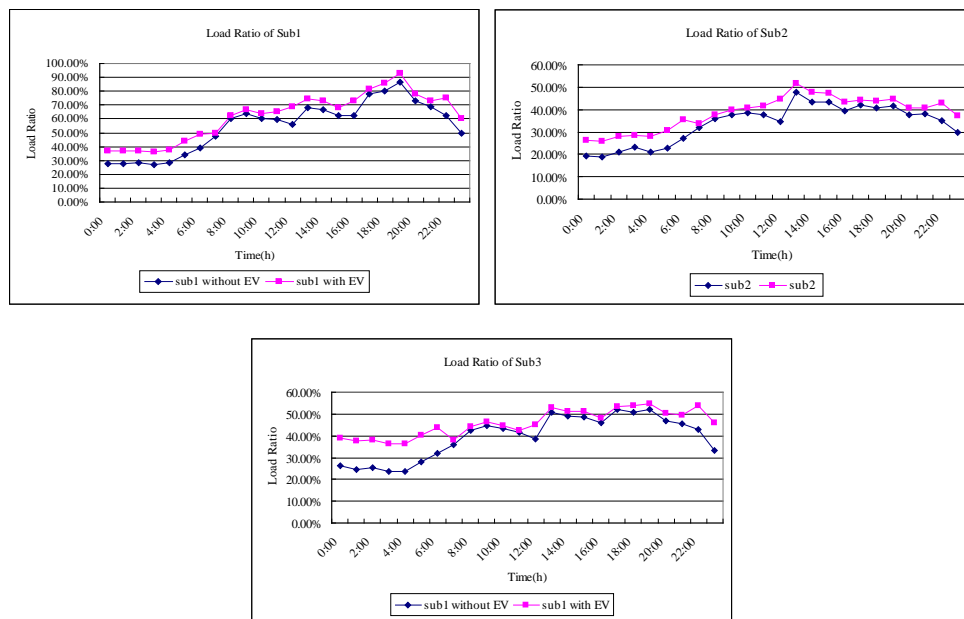 Load Ratio of Sub1
100.00%
90.00%
80.00%
70.00%
60.00%
50.00%
40.00%
30.00%
20.00%
10.00%
0.00%
Load Ratio
0:00 2:00 4:00 6:00 8:00 10:00 12:00 14:00 16:00 18:00 20:00 22:00
Time(h)
sub1 without EV sub1 with EV
Load Ratio of Sub2
60.00%
50.00%
40.00%
30.00%
20.00%
10.00%
0.00%
Load Ratio
0:00 2:00 4:00 6:00 8:00 10:00 12:00 14:00 16:00 18:00 20:00 22:00
Time(h)
sub2 sub2
Load Ratio of Sub3
60.00%
50.00%
40.00%
30.00%
20.00%
10.00%
0.00%
Load Ratio
0:00 2:00 4:00 6:00 8:00 10:00 12:00 14:00 16:00 18:00 20:00 22:00
Time(h)
sub1 without EV sub1 with EV